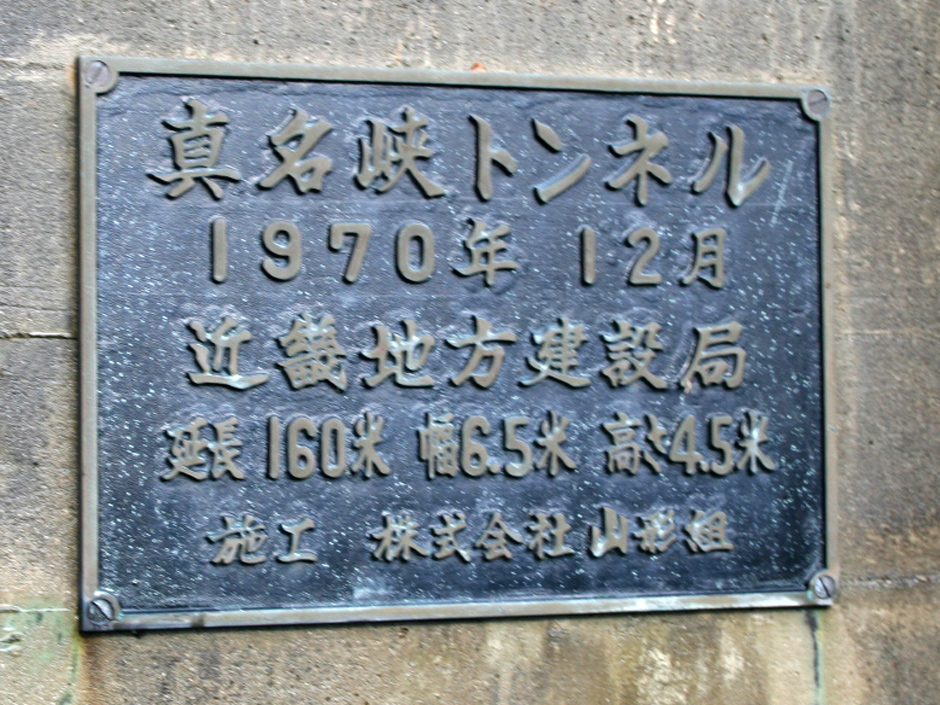 真名峡トンネル
1970年 12月
近畿地方建設局
延長160米 幅6.5米 高さ4.5米
施工 株式会社山形組